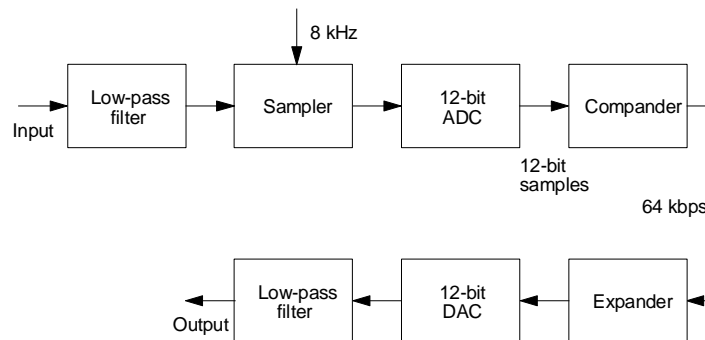 8 kHz
Input
Low-pass
filter
Sampler
12-bit
ADC
Compander
12-bit
samples
64 kbps
Output
Low-pass
filter
12-bit
DAC
Expander